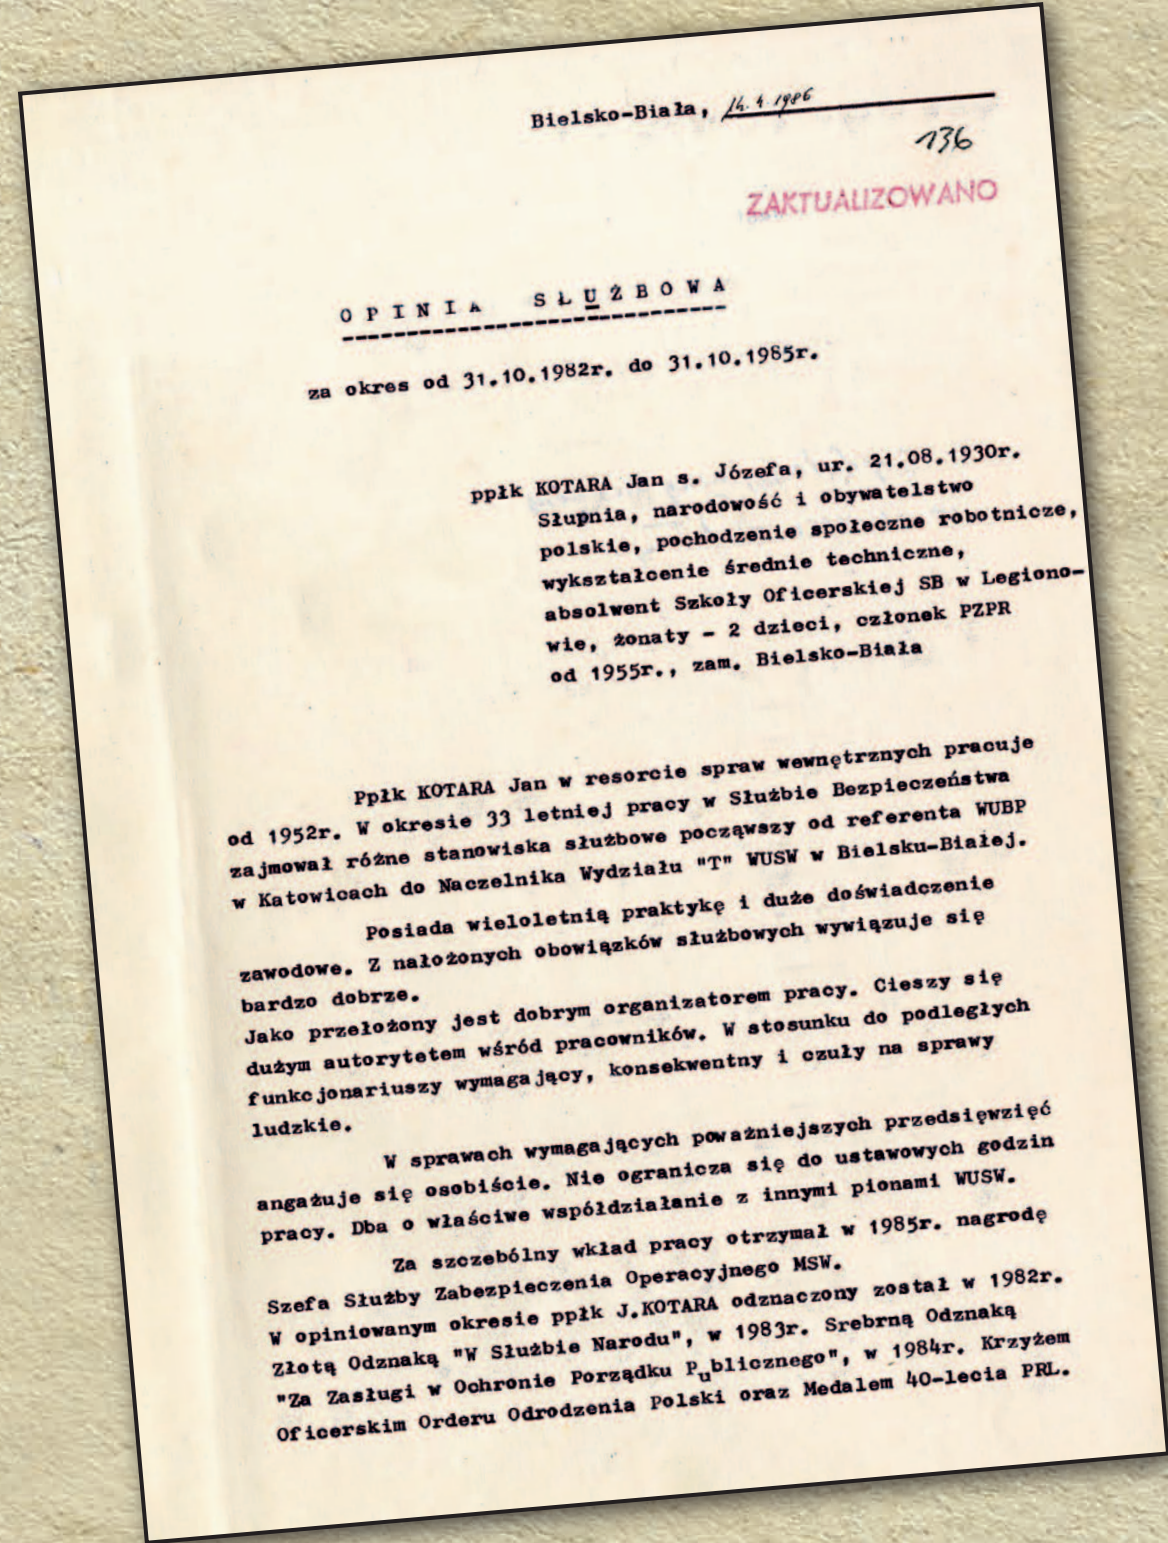 Bielsko-Biała, 14.4.1986
136
ZAKTUALIZOWANO
OPINIA SŁUŻBOWA
za okres od 31.10.1982r. do 31.10.1985r.
ppłk KOTARA Jan s. Józefa, ur. 21.08.1930r.
Słupnia, narodowość i obywatelstwo
polskie, pochodzenie społeczne robotnicze,
wykształcenie średnie techniczne,
absolwent Szkoły Oficerskiej SB w Legiono-
wie, żonaty - 2 dzieci, członek PZPR
od 1955r., zam. Bielsko-Biała
Ppłk KOTARA Jan w resorcie spraw wewnętrznych pracuje
od 1952r. W okresie 33 letniej pracy w Służbie Bezpieczeństwa
zajmował różne stanowiska służbowe począwszy od referenta WUBP
w Katowicach do Naczelnika Wydziału "T" WUSW w Bielsku-Białej.
Posiada wieloletnią praktykę i duże doświadczenie
zawodowe. Z nałożonych obowiązków służbowych wywiązuje się
bardzo dobrze.
Jako przełożony jest dobrym organizatorem pracy. Cieszy się
dużym autorytetem wśród pracowników. W stosunku do podległych
funkcjonariuszy wymagający, konsekwentny i czuły na sprawy
ludzkie.
W sprawach wymagających poważniejszych przedsięwzięć
angażuje się osobiście. Nie ogranicza się do ustawowych godzin
pracy. Dba o właściwe współdziałanie z innymi pionami WUSW.
Za szczebólny wkład pracy otrzymał w 1985r. nagrodę
Szefa Służby Zabezpieczenia Operacyjnego MSW.
W opiniowanym okresie ppłk J.KOTARA odznaczony został w 1982r.
Złotą Odznaką "W Służbie Narodu", w 1983r. Srebrną Odznaką
"Za Zasługi w Ochronie Porządku Publicznego", w 1984r. Krzyżem
Oficerskim Orderu Odrodzenia Polski oraz Medalem 40-lecia PRL.